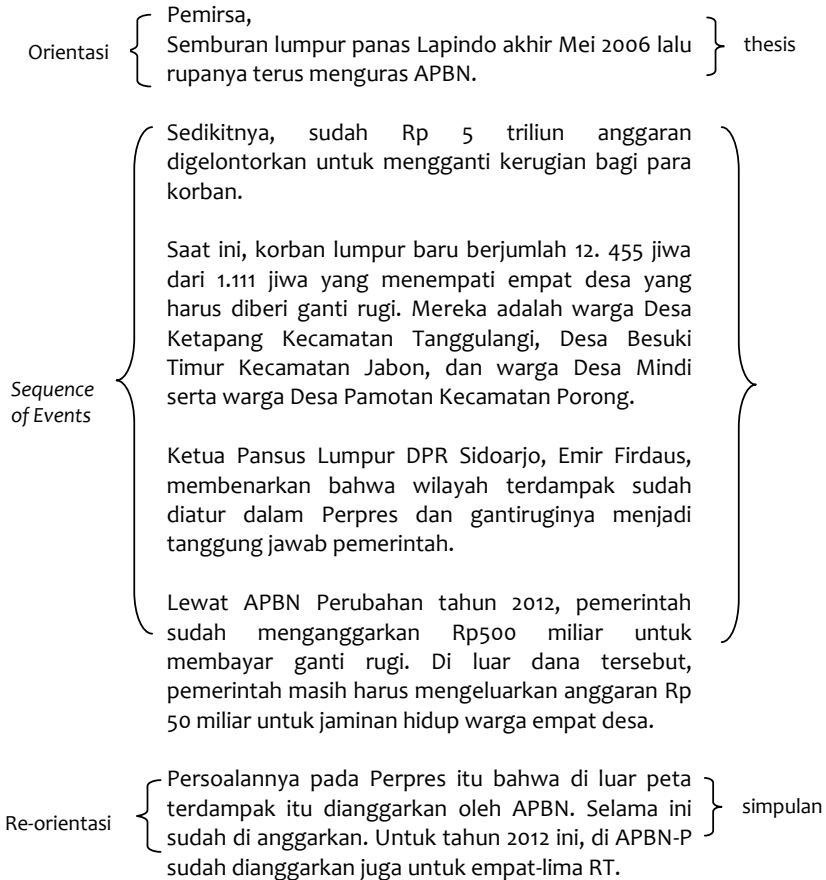 Pemirsa,
Orientasi
Semburan lumpur panas Lapindo akhir Mei 2006 lalu
thesis
rupanya terus menguras APBN.
Sedikitnya, sudah Rp 5 triliun anggaran
digelontorkan untuk mengganti kerugian bagi para
korban.
Saat ini, korban lumpur baru berjumlah 12. 455 jiwa
dari 1.111 jiwa yang menempati empat desa yang
harus diberi ganti rugi. Mereka adalah warga Desa
Ketapang Kecamatan Tanggulangi, Desa Besuki
Timur Kecamatan Jabon, dan warga Desa Mindi
serta warga Desa Pamotan Kecamatan Porong.
Sequence
of Events
Ketua Pansus Lumpur DPR Sidoarjo, Emir Firdaus,
membenarkan bahwa wilayah terdampak sudah
diatur dalam Perpres dan gantiruginya menjadi
tanggung jawab pemerintah.
Lewat APBN Perubahan tahun 2012, pemerintah
sudah menganggarkan Rp500 miliar untuk
membayar ganti rugi. Di luar dana tersebut,
pemerintah masih harus mengeluarkan anggaran Rp
50 miliar untuk jaminan hidup warga empat desa.
Persoalannya pada Perpres itu bahwa di luar peta
terdampak itu dianggarkan oleh APBN. Selama ini
simpulan
Re-orientasi
sudah di anggarkan. Untuk tahun 2012 ini, di APBN-P
sudah dianggarkan juga untuk empat-lima RT.